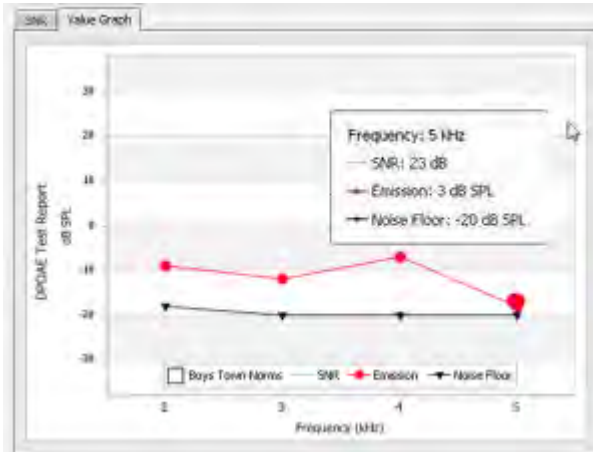 SNR Value Graph
30
20
10
0
-10
-20
-30
DPOAE Test Report
dB SPL
Frequency: 5 kHz
SNR: 23 dB
Emission: 3 dB SPL
Noise Floor: -20 dB SPL
Boys Town Norms SNR Emission Noise Floor
2 3 4 5
Frequency (kHz)